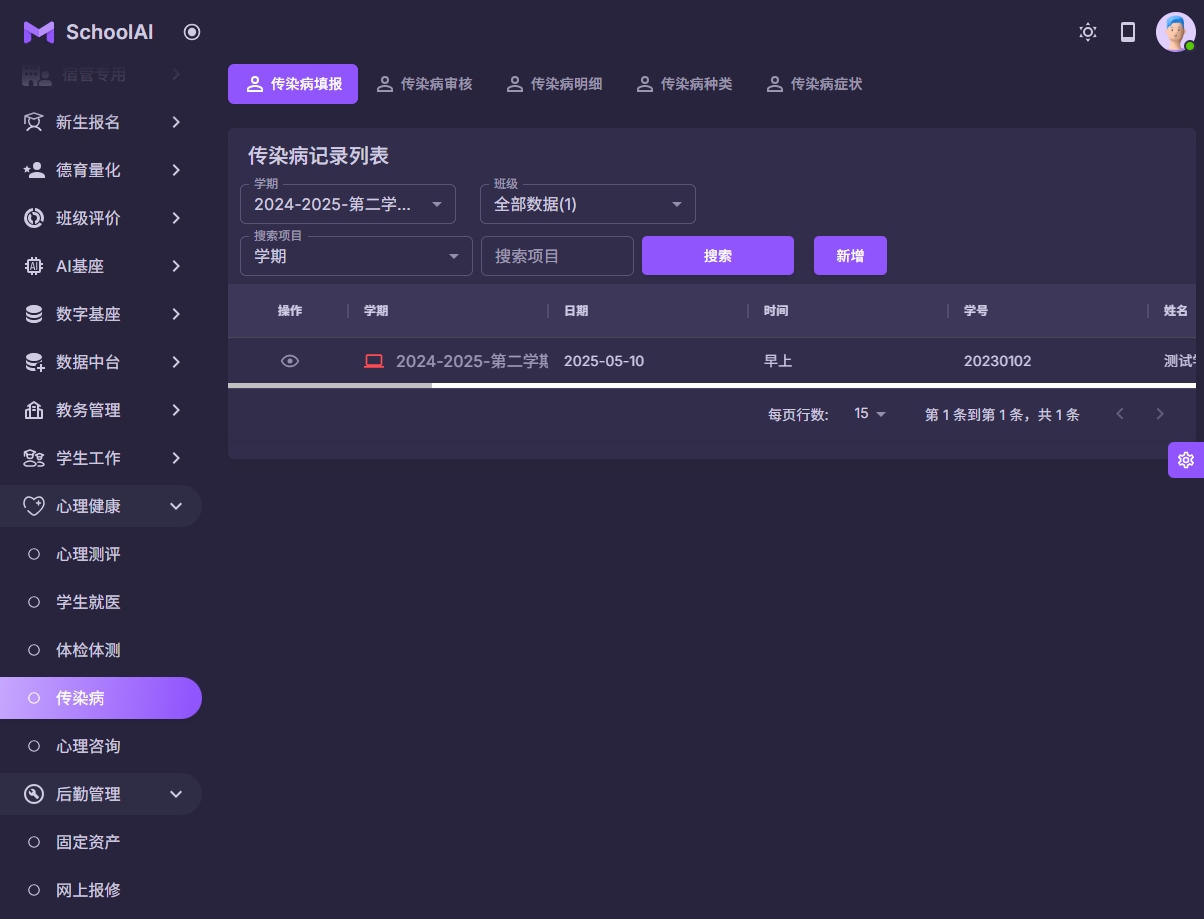 SchoolAI
宿管专用
新生报名
德育量化
班级评价
AI基座
数字基座
数据中台
教务管理
学生工作
心理健康
心理测评
学生就医
体检体测
传染病
心理咨询
后勤管理
固定资产
网上报修
传染病填报 传染病审核 传染病明细 传染病种类 传染病症状
传染病记录列表
学期 班级
2024-2025-第二学... 全部数据(1)
搜索项目
学期 搜索项目 搜索 新增
操作 学期 日期 时间 学号 姓名
2024-2025-第二学期 2025-05-10 早上 20230102 测试
每页行数: 15 第 1 条到第 1 条，共 1 条